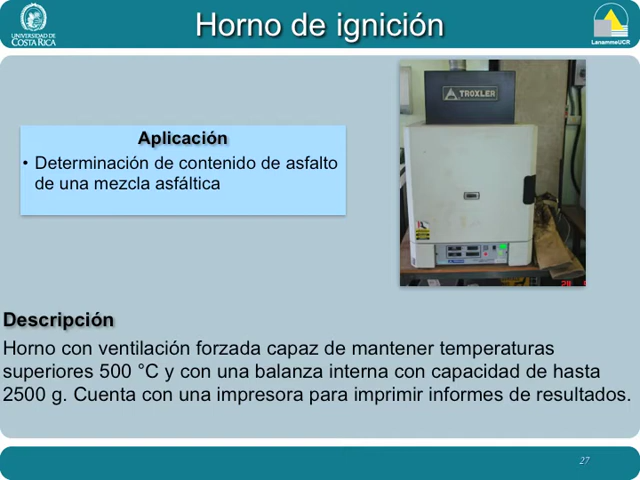 Horno de ignición
UNIVERSIDAD DE
COSTA RICA
LanammeUCR
TROXLER
Aplicación
• Determinación de contenido de asfalto
de una mezcla asfáltica
Descripción
Horno con ventilación forzada capaz de mantener temperaturas
superiores 500 °C y con una balanza interna con capacidad de hasta
2500 g. Cuenta con una impresora para imprimir informes de resultados.
27